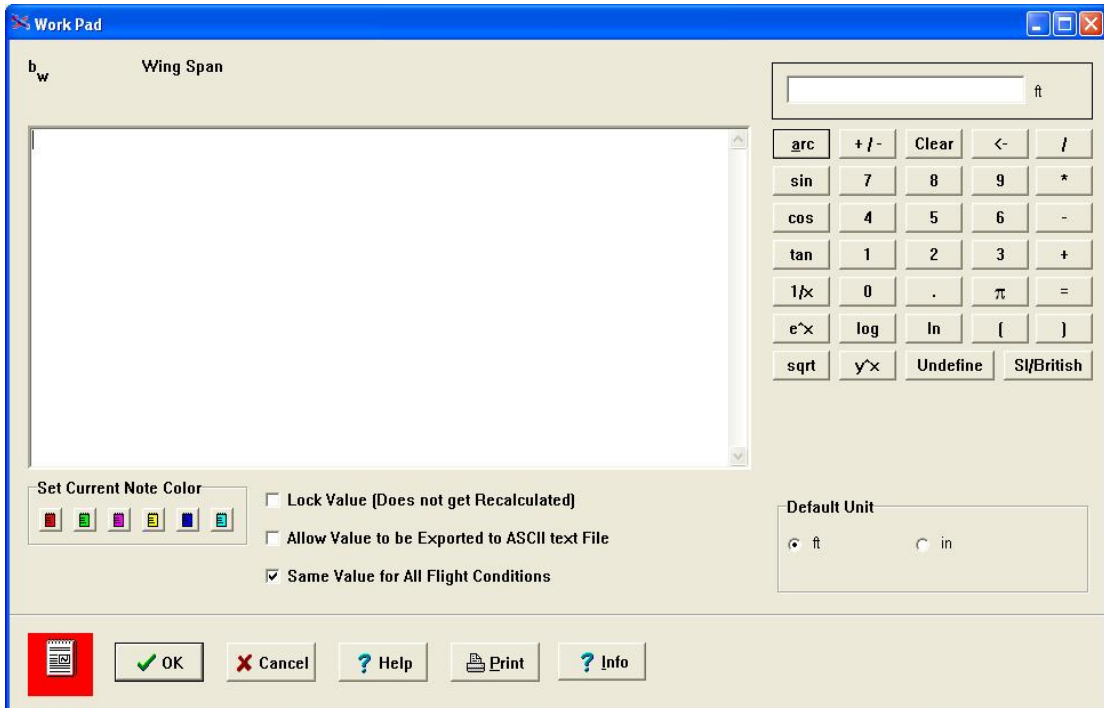 Work Pad
b w Wing Span
ft
arc + / - Clear <- /
sin 7 8 9 *
cos 4 5 6 -
tan 1 2 3 +
1/x 0 . π =
e^x log ln ( )
sqrt y^x Undefine SI/British
Set Current Note Color
Lock Value (Does not get Recalculated)
Allow Value to be Exported to ASCII text File
Same Value for All Flight Conditions
Default Unit
ft in
OK Cancel ? Help Print ? Info